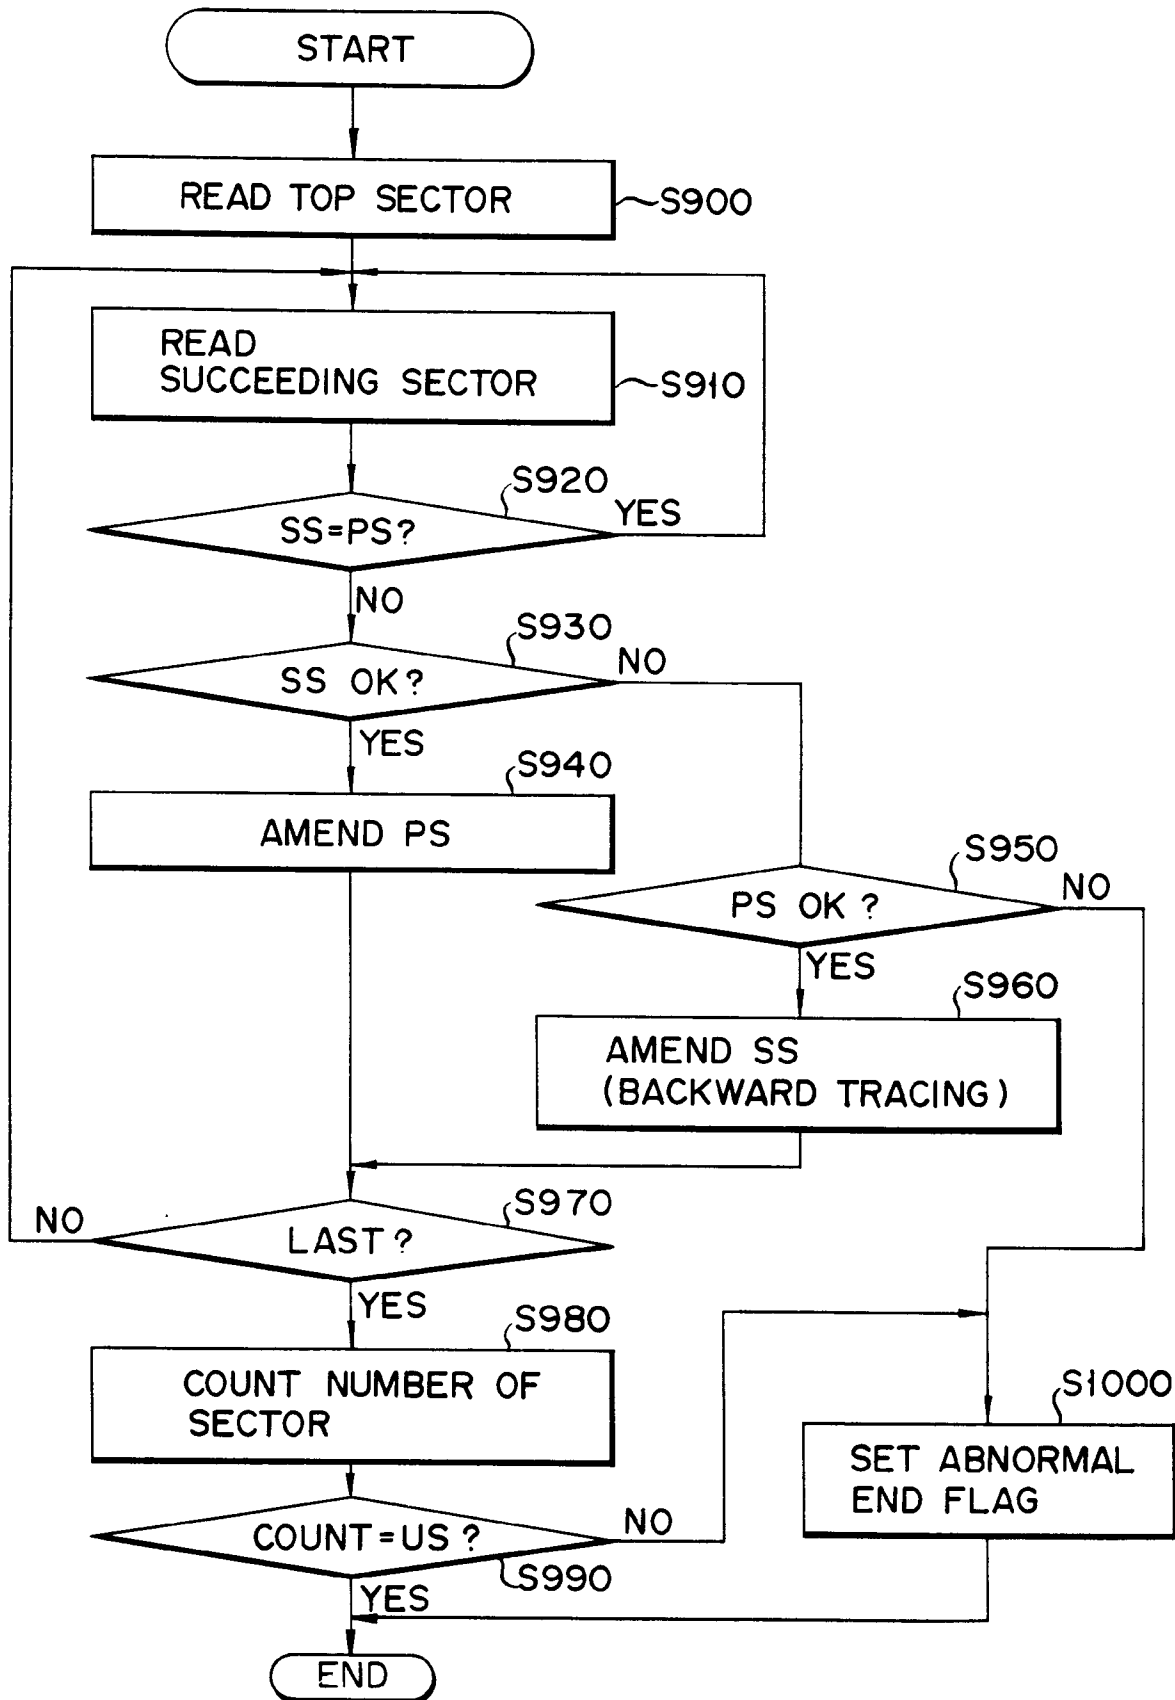 START
READ TOP SECTOR
S900
READ
SUCCEEDING SECTOR
S910
S920
SS=PS?
YES
NO
S930
SS OK?
NO
YES
S940
AMEND PS
S950
PS OK?
NO
YES
S960
AMEND SS
(BACKWARD TRACING)
S970
LAST?
NO
YES
S980
COUNT NUMBER OF
SECTOR
S1000
SET ABNORMAL
END FLAG
COUNT=US?
NO
S990
YES
END